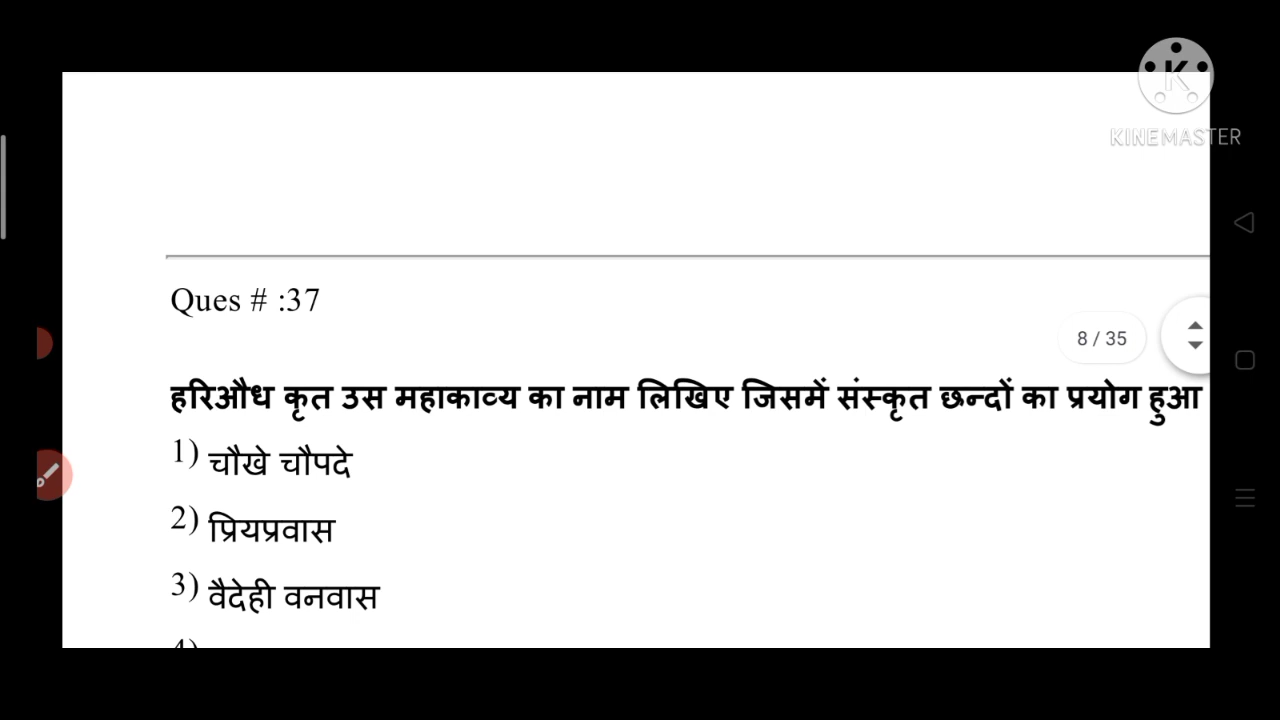 KINEMASTER
Ques # :37
8 / 35
हरिऔध कृत उस महाकाव्य का नाम लिखिए जिसमें संस्कृत छन्दों का प्रयोग हुआ
1) चौखे चौपदे
2) प्रियप्रवास
3) वैदेही वनवास